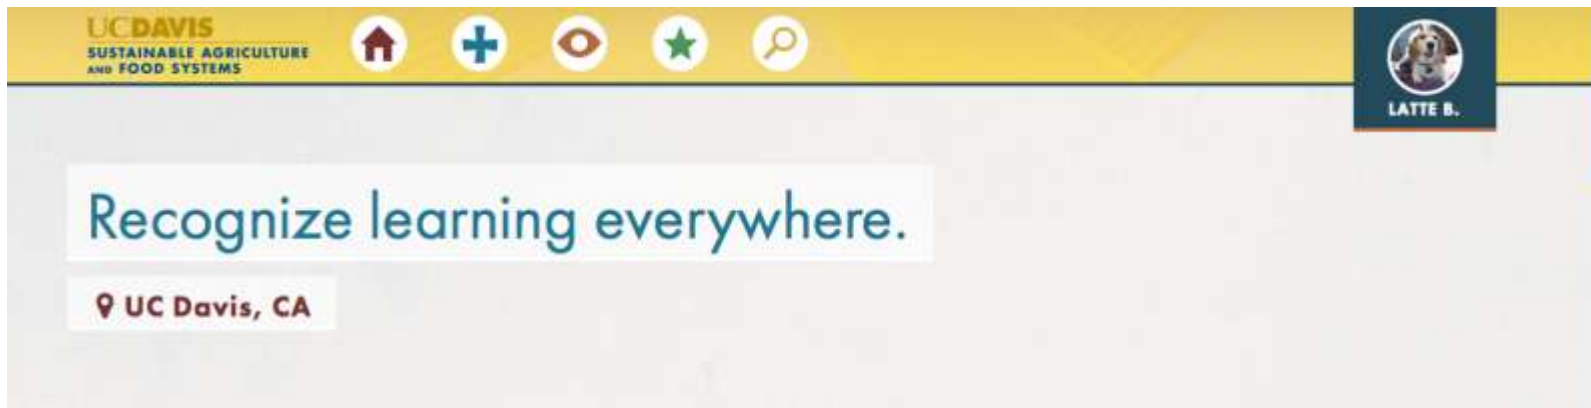 UCDAVIS
SUSTAINABLE AGRICULTURE
AND FOOD SYSTEMS
LATTE B.
Recognize learning everywhere.
UC Davis, CA